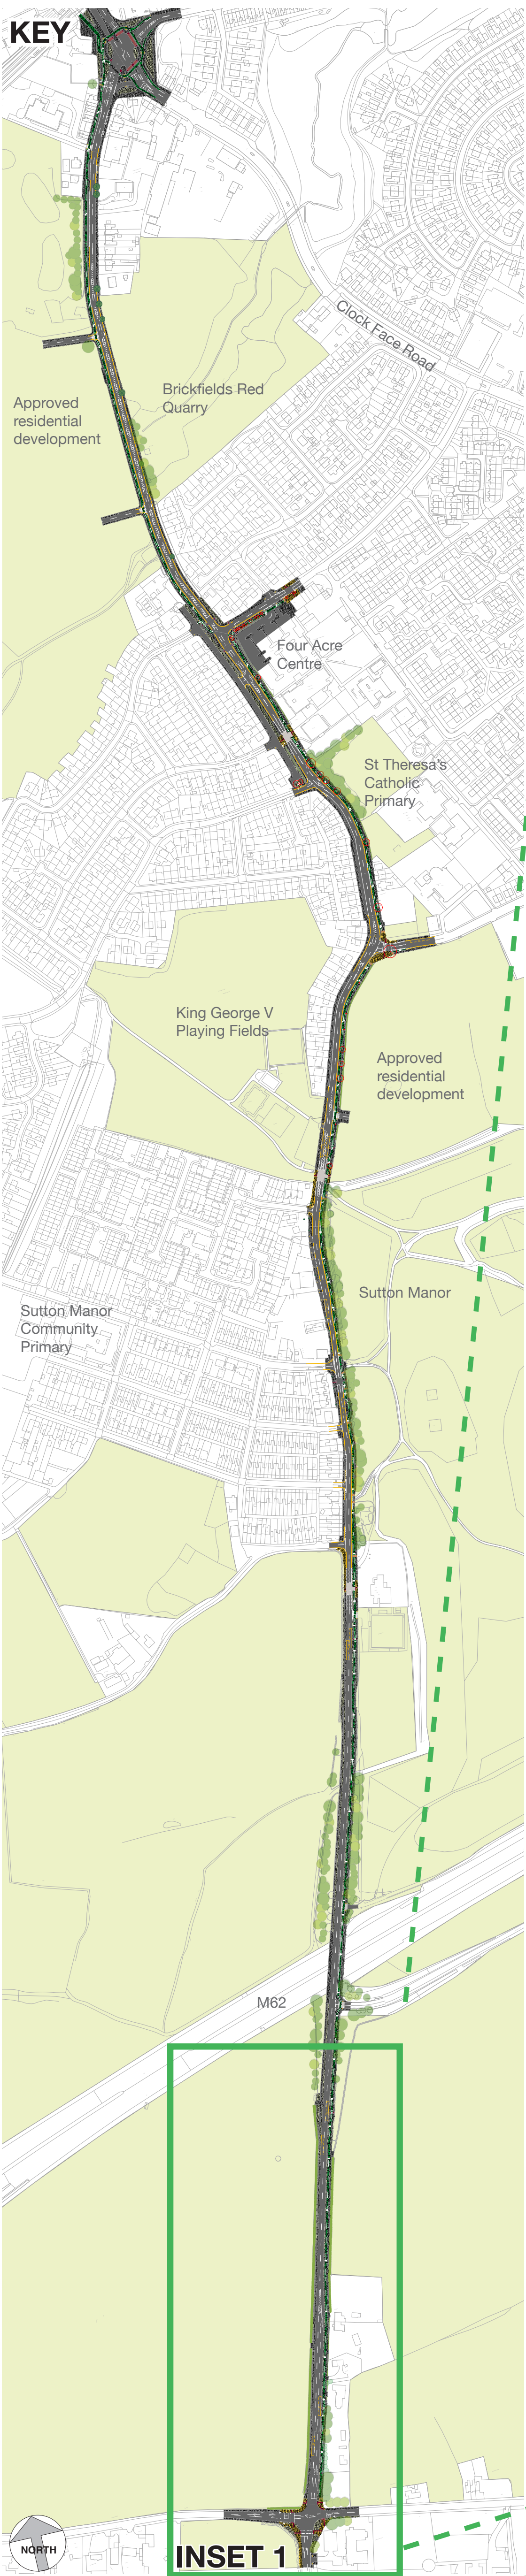 KEY
Clock Face Road
Brickfields Red
Quarry
Approved
residential
development
Four Acre
Centre
St Theresa's
Catholic
Primary
King George V
Playing Fields
Approved
residential
development
Sutton Manor
Sutton Manor
Community
Primary
M62
NORTH
INSET 1